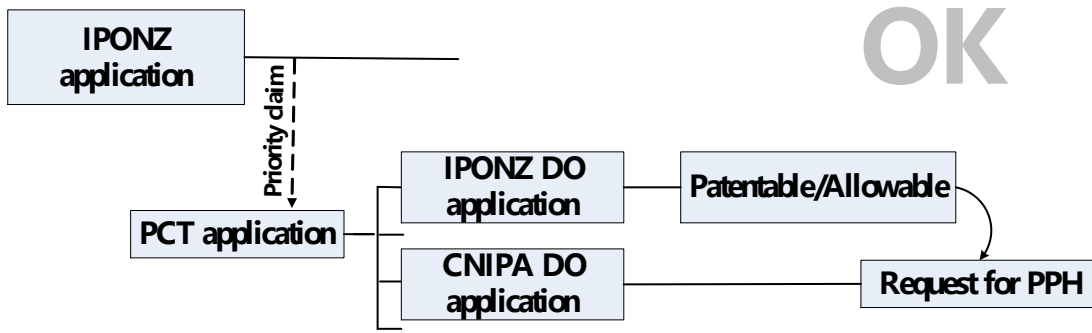 IPONZ
application
OK
Priority claim
IPONZ DO
application
Patentable/Allowable
PCT application
CNIPA DO
application
Request for PPH